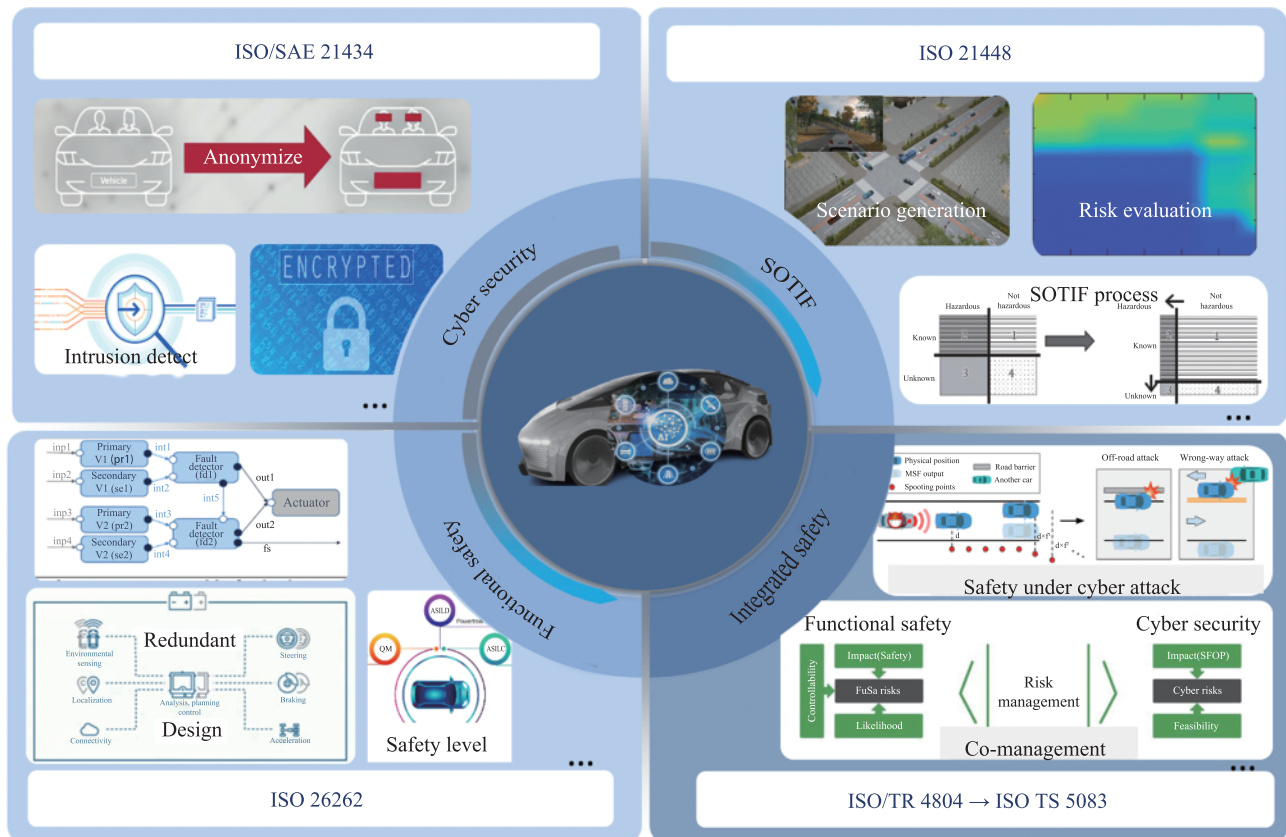 ISO/SAE 21434
Vehicle
Anonymize
Intrusion detect
ENCRYPTED
...
Cyber security
ISO 21448
Scenario generation
Risk evaluation
SOTIF process
Hazardous
Not
hazardous
Known
Unknown
2
1
3
4
Hazardous
Not
hazardous
Known
Unknown
2
1
3
4
...
SOTIF
AI
inp1
Primary
V1 (pr1)
int1
inp2
Secondary
V1 (se1)
int2
Fault
detector
(fd1)
out1
int5
Actuator
inp3
Primary
V2 (pr2)
int3
inp4
Secondary
V2 (se2)
int4
Fault
detector
(fd2)
out2
fs
Environmental
sensing
Redundant
Steering
Localization
Analysis, planning
control
Braking
Connectivity
Design
Acceleration
QM
ASILD
ASILC
Safety level
...
ISO 26262
Functional safety
Integrated safety
Physical position
MSF output
Spooting points
Road barrier
Another car
Off-road attack
Wrong-way attack
d
d×f
d×f
Safety under cyber attack
Functional safety
Cyber security
Controllability
Impact(Safety)
FuSa risks
Likelihood
Risk
management
Impact(SFOP)
Cyber risks
Feasibility
Co-management
...
ISO/TR 4804 → ISO TS 5083